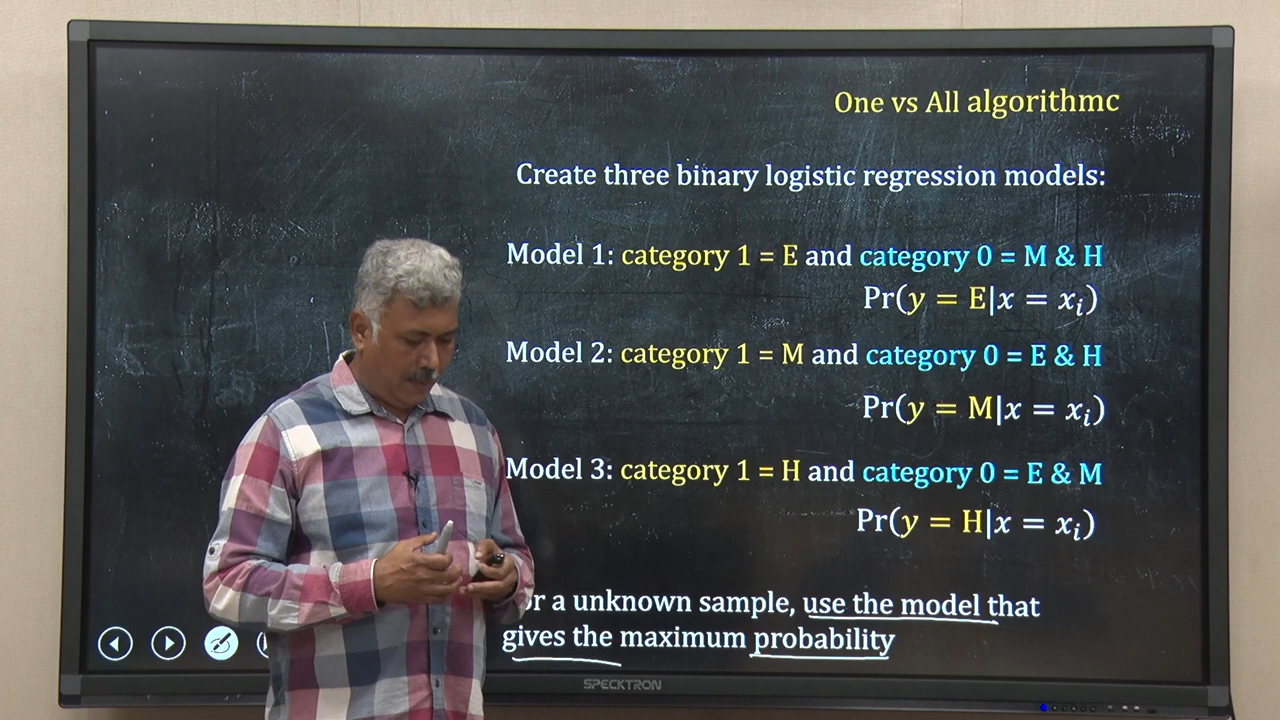 One vs All algorithmc
Create three binary logistic regression models:
Model 1: category 1 = E and category 0 = M & H
Pr(y = E|x = xᵢ)
Model 2: category 1 = M and category 0 = E & H
Pr(y = M|x = xᵢ)
Model 3: category 1 = H and category 0 = E & M
Pr(y = H|x = xᵢ)
a unknown sample, use the model that
gives the maximum probability
SPECKTRON